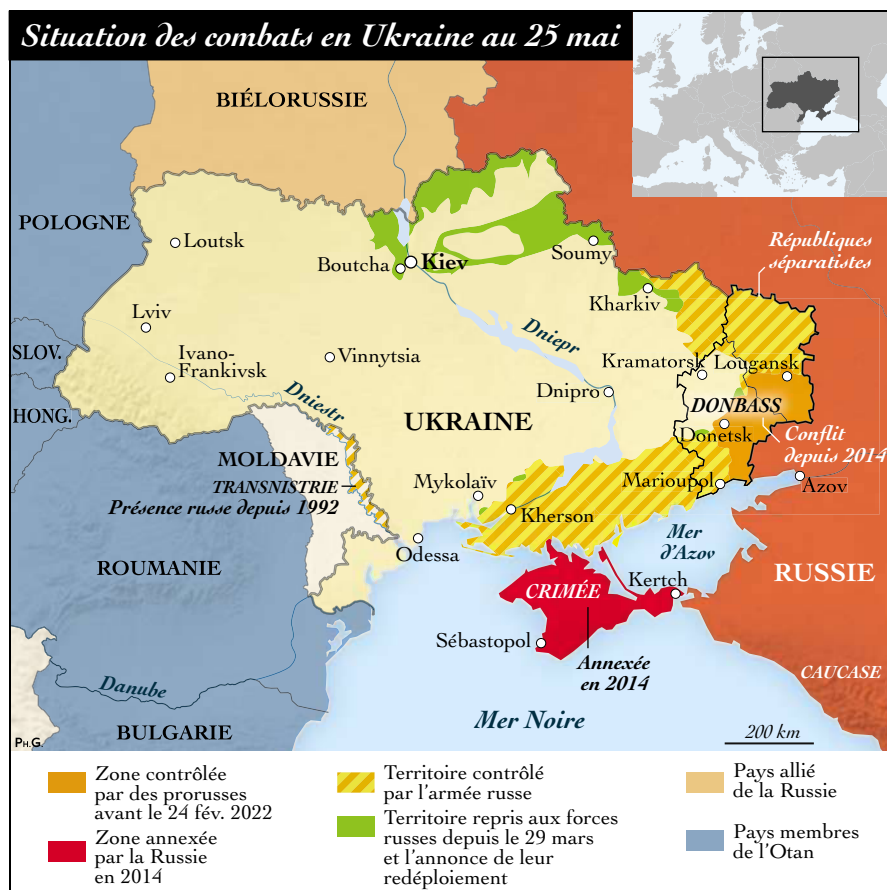 Situation des combats en Ukraine au 25 mai
BIÉLORUSSIE
POLOGNE
Loutsk
Boutcha
Kiev
Soumy
Républiques
séparatistes
Lviv
Kharkiv
SLOV.
Ivano-
Frankivsk
Vinnytsia
Dniepr
Kramatorsk
Lougansk
HONG.
Dniestr
Dnipro
UKRAINE
DONBASS
Donetsk
Conflit
depuis 2014
MOLDAVIE
TRANSNISTRIE
Présence russe depuis 1992
Mykolaïv
Marioupol
Azov
Kherson
Odessa
Mer
d'Azov
ROUMANIE
CRIMÉE
Kertch
RUSSIE
Sébastopol
Annexée
en 2014
CAUCASE
Danube
Mer Noire
BULGARIE
200 km
PH.G.
Zone contrôlée
par des prorusses
avant le 24 fév. 2022
Zone annexée
par la Russie
en 2014
Territoire contrôlé
par l'armée russe
Territoire repris aux forces
russes depuis le 29 mars
et l'annonce de leur
redéploiement
Pays allié
de la Russie
Pays membres
de l'Otan